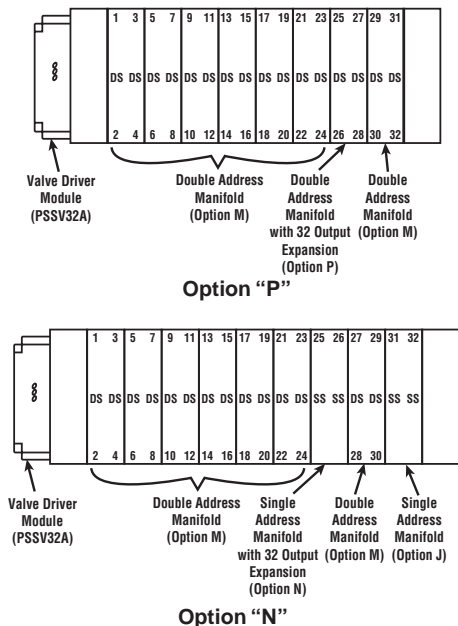 1 3 5 7 9 11 13 15 17 19 21 23 25 27 29 31
DS DS DS DS DS DS DS DS DS DS DS DS DS DS DS DS
2 4 6 8 10 12 14 16 18 20 22 24 26 28 30 32
Valve Driver
Module
(PSSV32A)
Double Address
Manifold
(Option M)
Double
Address
Manifold
with 32 Output
Expansion
(Option P)
Double
Address
Manifold
(Option M)
Option “P”
1 3 5 7 9 11 13 15 17 19 21 23 25 26 27 29 31 32
DS DS DS DS DS DS DS DS DS DS DS DS SS SS DS DS SS SS
2 4 6 8 10 12 14 16 18 20 22 24 28 30
Valve Driver
Module
(PSSV32A)
Double Address
Manifold
(Option M)
Single
Address
Manifold
with 32 Output
Expansion
(Option N)
Double
Address
Manifold
(Option M)
Single
Address
Manifold
(Option J)
Option “N”